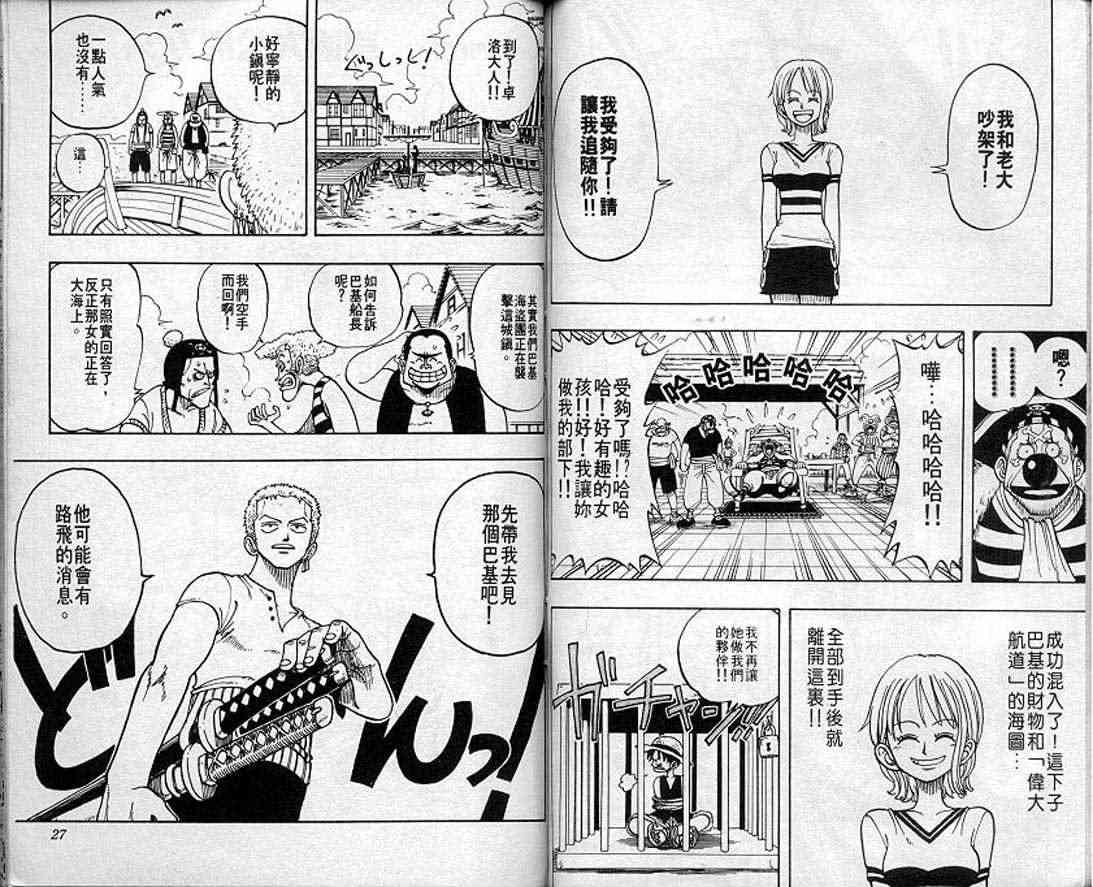 我和老大
吵架了！
我受夠了！請
讓我追隨你！！
嗯？
…………
…………
嘩…哈哈哈哈！！
哈哈哈哈哈
受夠了嗎！？哈哈
哈！好有趣的女
孩！！好！我讓妳
做我的部下！！
成功混入了！這下子
巴基的財物和「偉大
航道」的海圖…
全部到手後就
離開這裏！！
我不再讓
她做我們
的夥伴！！
ガチャーン!!
到了！卓
洛大人！！
ぐっしっと！
好寧靜的
小鎮呢！
一點人氣
也沒有……
這…
其實我們巴基
海盜團正在襲
擊這城鎮。
如何告訴
巴基船長
呢？
我們空手
而回啊！
只有照實回答了，
反正那女的正在
大海上。
先帶我去見
那個巴基吧！
他可能會有
路飛的消息。
どんっ！
27